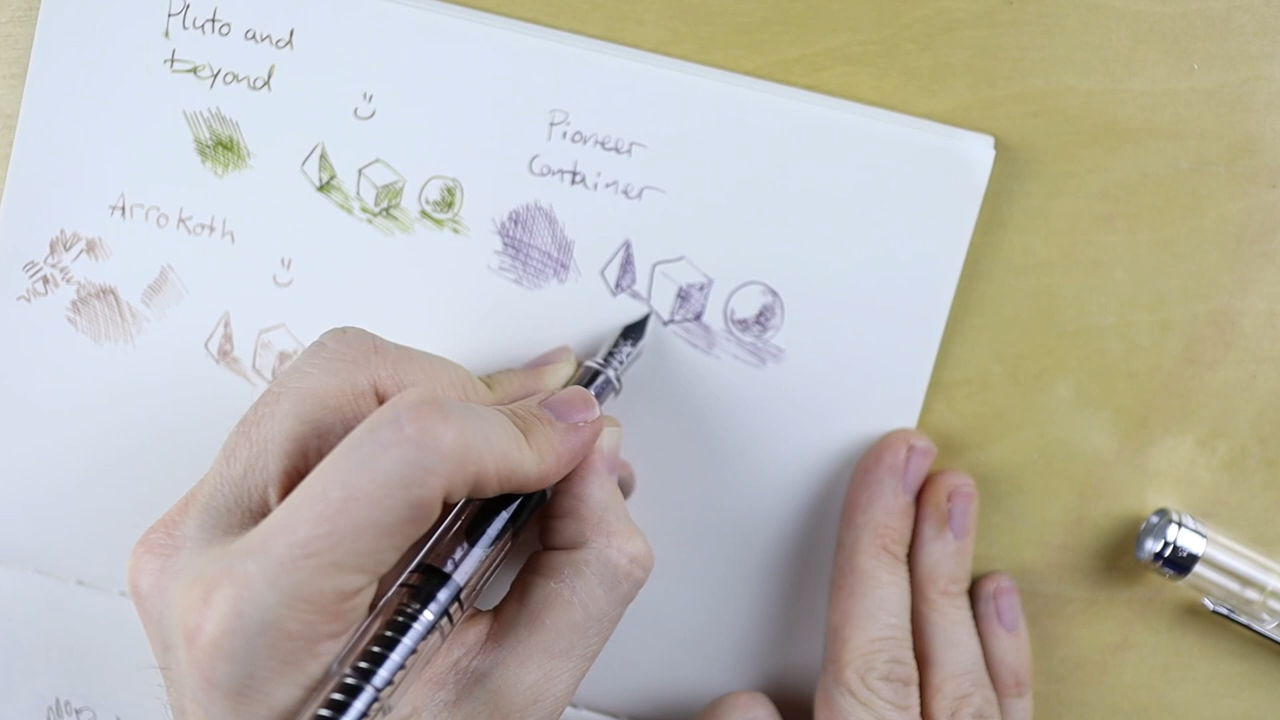 Pluto and
beyond
Arrokoth
Pioneer
Container